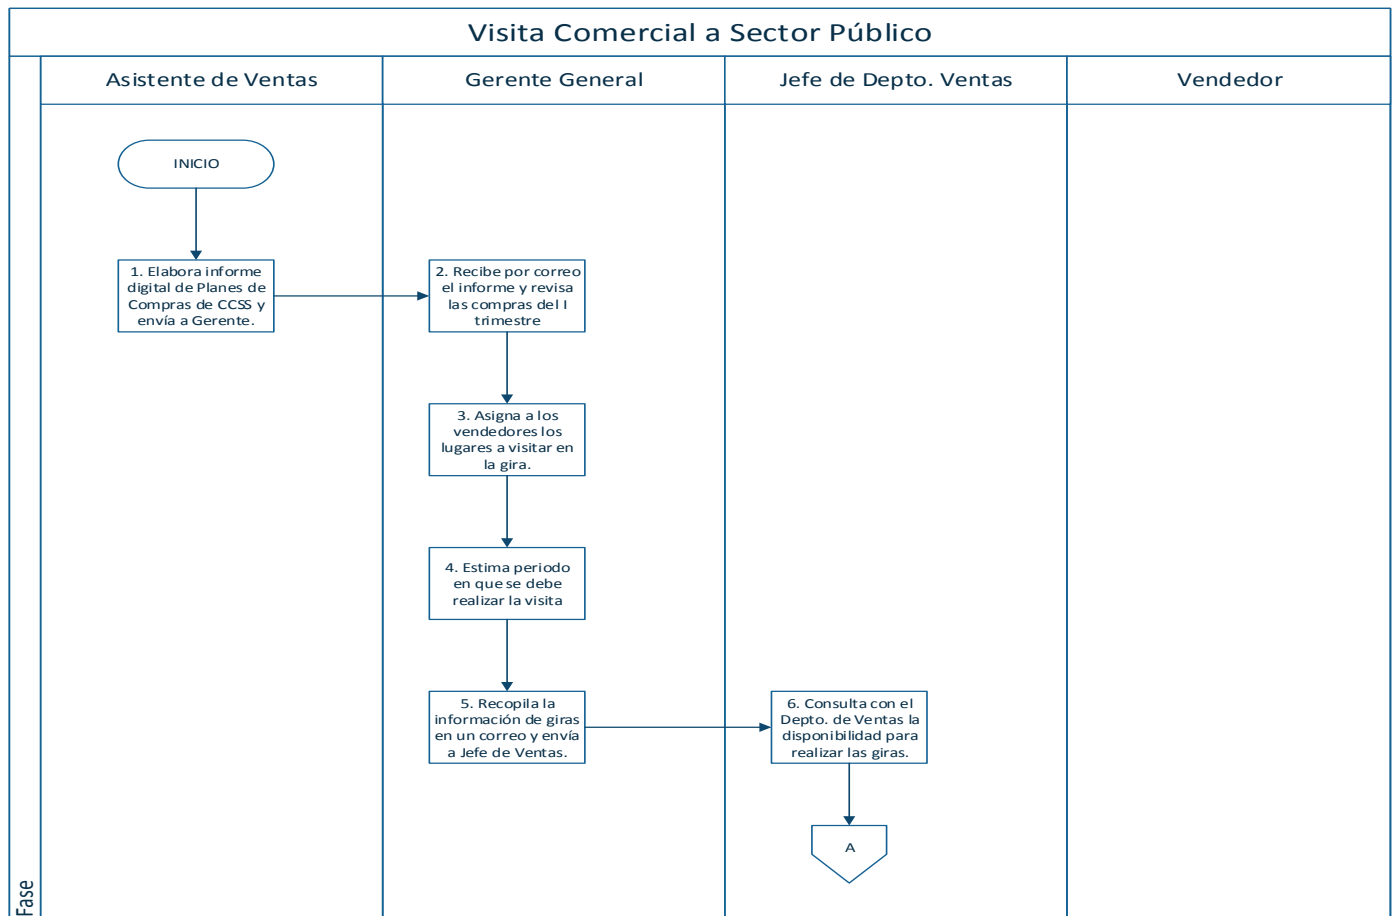 Visita Comercial a Sector Público
Asistente de Ventas
Gerente General
Jefe de Depto. Ventas
Vendedor
INICIO
1. Elabora informe
digital de Planes de
Compras de CCSS y
envía a Gerente.
2. Recibe por correo
el informe y revisa
las compras del I
trimestre
3. Asigna a los
vendedores los
lugares a visitar en
la gira.
4. Estima periodo
en que se debe
realizar la visita
5. Recopila la
información de giras
en un correo y envía
a Jefe de Ventas.
6. Consulta con el
Depto. de Ventas la
disponibilidad para
realizar las giras.
A
Fase